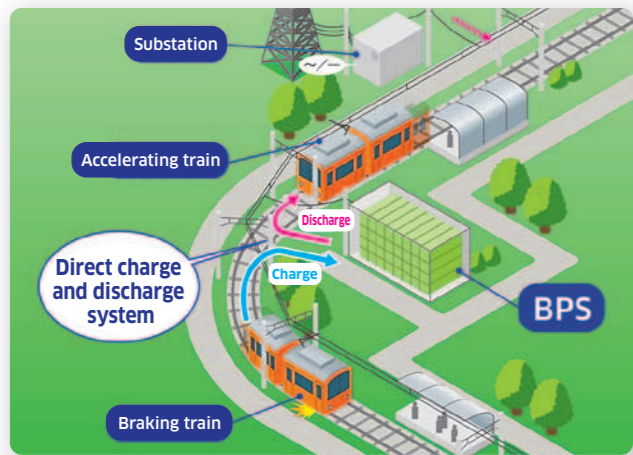 Substation
~/−
Accelerating train
Discharge
Direct charge
and discharge
system
Charge
BPS
Braking train